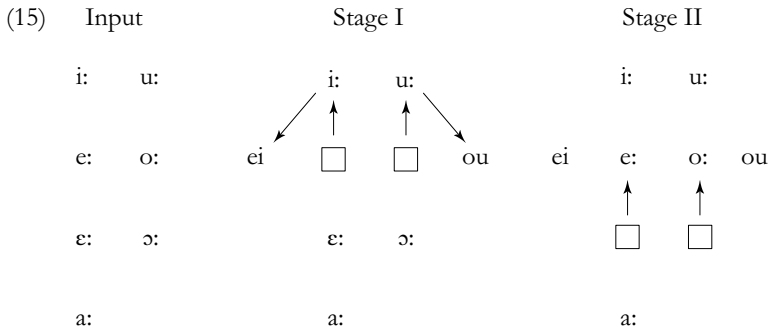 (15) Input Stage I Stage II
i: u: i: u: i: u:
e: o: ei ou ei e: o: ou
ɛ: ɔ: ɛ: ɔ:
a: a: a: